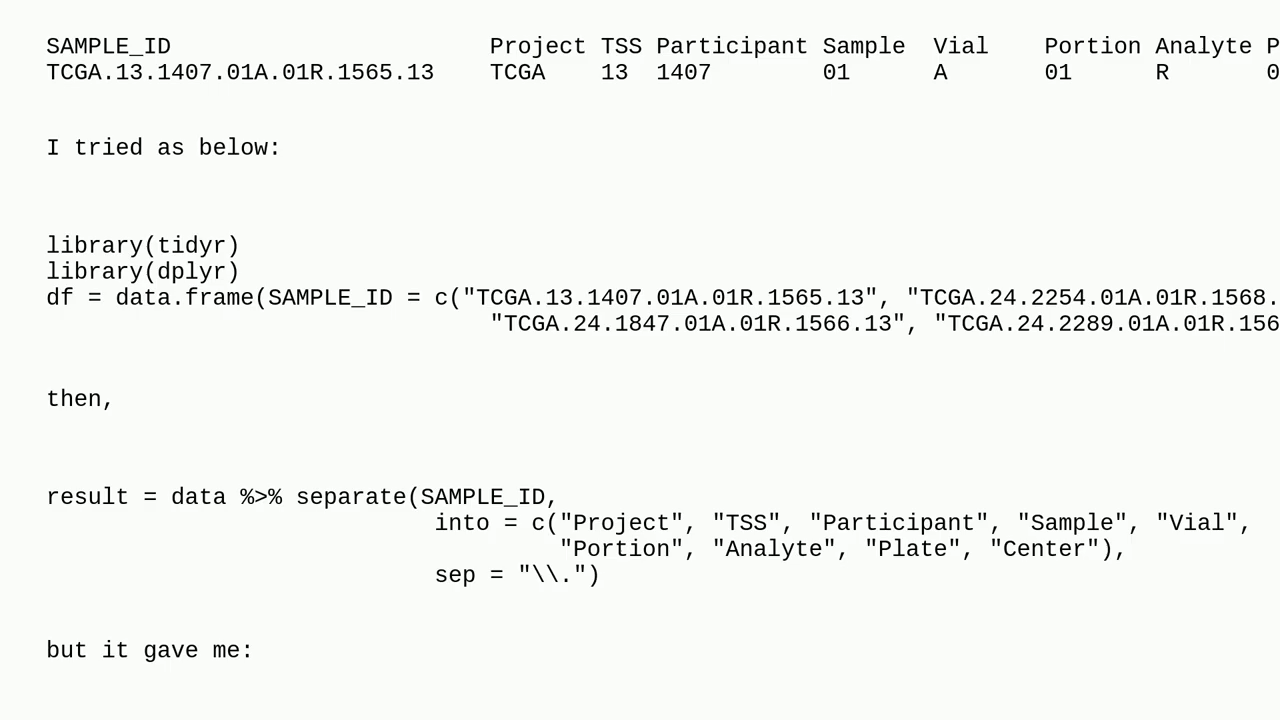 SAMPLE_ID                       Project TSS Participant Sample  Vial    Portion Analyte P
TCGA.13.1407.01A.01R.1565.13    TCGA    13  1407        01      A       01      R       0
I tried as below:
library(tidyr)
library(dplyr)
df = data.frame(SAMPLE_ID = c("TCGA.13.1407.01A.01R.1565.13", "TCGA.24.2254.01A.01R.1568.
                                "TCGA.24.1847.01A.01R.1566.13", "TCGA.24.2289.01A.01R.156
then,
result = data %>% separate(SAMPLE_ID,
                            into = c("Project", "TSS", "Participant", "Sample", "Vial",
                                     "Portion", "Analyte", "Plate", "Center"),
                            sep = "\\.")
but it gave me: